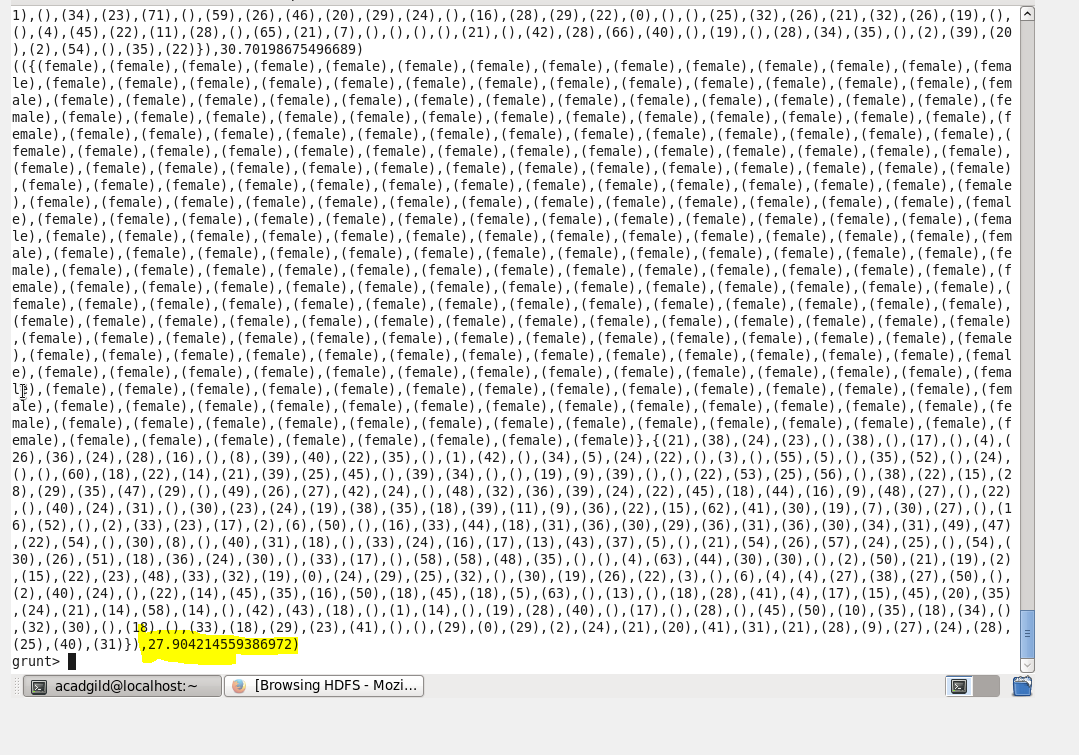 1),(),(34),(23),(71),(),(59),(26),(46),(20),(29),(24),(),(16),(28),(29),(22),(0),(),(),(25),(32),(26),(21),(32),(26),(19),(),
(),(4),(45),(22),(11),(28),(),(65),(21),(7),(),(),(),(),(21),(),(42),(28),(66),(40),(),(19),(),(28),(34),(35),(),(2),(39),(20
),(2),(54),(),(35),(22)}),30.70198675496689)
(({(female),(female),(female),(female),(female),(female),(female),(female),(female),(female),(female),(female),(female),(fema
le),(female),(female),(female),(female),(female),(female),(female),(female),(female),(female),(female),(female),(female),(fem
ale),(female),(female),(female),(female),(female),(female),(female),(female),(female),(female),(female),(female),(female),(fe
male),(female),(female),(female),(female),(female),(female),(female),(female),(female),(female),(female),(female),(female),(f
emale),(female),(female),(female),(female),(female),(female),(female),(female),(female),(female),(female),(female),(female),(
female),(female),(female),(female),(female),(female),(female),(female),(female),(female),(female),(female),(female),(female),
(female),(female),(female),(female),(female),(female),(female),(female),(female),(female),(female),(female),(female),(female)
,(female),(female),(female),(female),(female),(female),(female),(female),(female),(female),(female),(female),(female),(female
),(female),(female),(female),(female),(female),(female),(female),(female),(female),(female),(female),(female),(female),(femal
e),(female),(female),(female),(female),(female),(female),(female),(female),(female),(female),(female),(female),(female),(fema
le),(female),(female),(female),(female),(female),(female),(female),(female),(female),(female),(female),(female),(female),(fem
ale),(female),(female),(female),(female),(female),(female),(female),(female),(female),(female),(female),(female),(female),(fe
male),(female),(female),(female),(female),(female),(female),(female),(female),(female),(female),(female),(female),(female),(f
emale),(female),(female),(female),(female),(female),(female),(female),(female),(female),(female),(female),(female),(female),(
female),(female),(female),(female),(female),(female),(female),(female),(female),(female),(female),(female),(female),(female),
(female),(female),(female),(female),(female),(female),(female),(female),(female),(female),(female),(female),(female),(female)
,(female),(female),(female),(female),(female),(female),(female),(female),(female),(female),(female),(female),(female),(female
),(female),(female),(female),(female),(female),(female),(female),(female),(female),(female),(female),(female),(female),(femal
e),(female),(female),(female),(female),(female),(female),(female),(female),(female),(female),(female),(female),(female),(fema
le),(female),(female),(female),(female),(female),(female),(female),(female),(female),(female),(female),(female),(female),(fem
ale),(female),(female),(female),(female),(female),(female),(female),(female),(female),(female),(female),(female),(female),(fe
male),(female),(female),(female),(female),(female),(female),(female),(female),(female),(female),(female),(female),(female),(f
emale),(female),(female),(female),(female),(female),(female),(female),(female)},{(21),(38),(24),(23),(),(38),(),(17),(),(4),(
26),(36),(24),(28),(16),(),(8),(39),(40),(22),(35),(),(1),(42),(),(34),(5),(24),(22),(),(3),(),(55),(5),(),(35),(52),(),(24),
(),(),(60),(18),(22),(14),(21),(39),(25),(45),(),(39),(34),(),(),(19),(9),(39),(),(),(22),(53),(25),(56),(),(38),(22),(15),(2
8),(29),(35),(47),(29),(),(49),(26),(27),(42),(24),(),(48),(32),(36),(39),(24),(22),(45),(18),(44),(16),(9),(48),(27),(),(22)
,(),(40),(24),(31),(),(30),(23),(24),(19),(38),(35),(18),(39),(11),(9),(36),(22),(15),(62),(41),(30),(19),(7),(30),(27),(),(1
6),(52),(),(2),(33),(23),(17),(2),(6),(50),(),(16),(33),(44),(18),(31),(36),(30),(29),(36),(31),(36),(30),(34),(31),(49),(47)
,(22),(54),(),(30),(8),(),(40),(31),(18),(),(33),(24),(16),(17),(13),(43),(37),(5),(),(21),(54),(26),(57),(24),(25),(),(54),(
30),(26),(51),(18),(36),(24),(30),(),(33),(17),(),(58),(58),(48),(35),(),(),(4),(63),(44),(30),(30),(),(2),(50),(21),(19),(2)
,(15),(22),(23),(48),(33),(32),(19),(0),(24),(29),(25),(32),(),(30),(19),(26),(22),(3),(),(6),(4),(4),(27),(38),(27),(50),(),
(2),(40),(24),(),(22),(14),(45),(35),(16),(50),(18),(45),(18),(5),(63),(),(13),(),(18),(28),(41),(4),(17),(15),(45),(20),(35)
,(24),(21),(14),(58),(14),(),(42),(43),(18),(),(1),(14),(),(19),(28),(40),(),(17),(),(28),(),(45),(50),(10),(35),(18),(34),()
,(32),(30),(),(18),(),(33),(18),(29),(23),(41),(),(),(29),(0),(29),(2),(24),(21),(20),(41),(31),(21),(28),(9),(27),(24),(28),
(25),(40),(31)}),27.904214559386972)
grunt>
acadgild@localhost:~ [Browsing HDFS - Mozi…